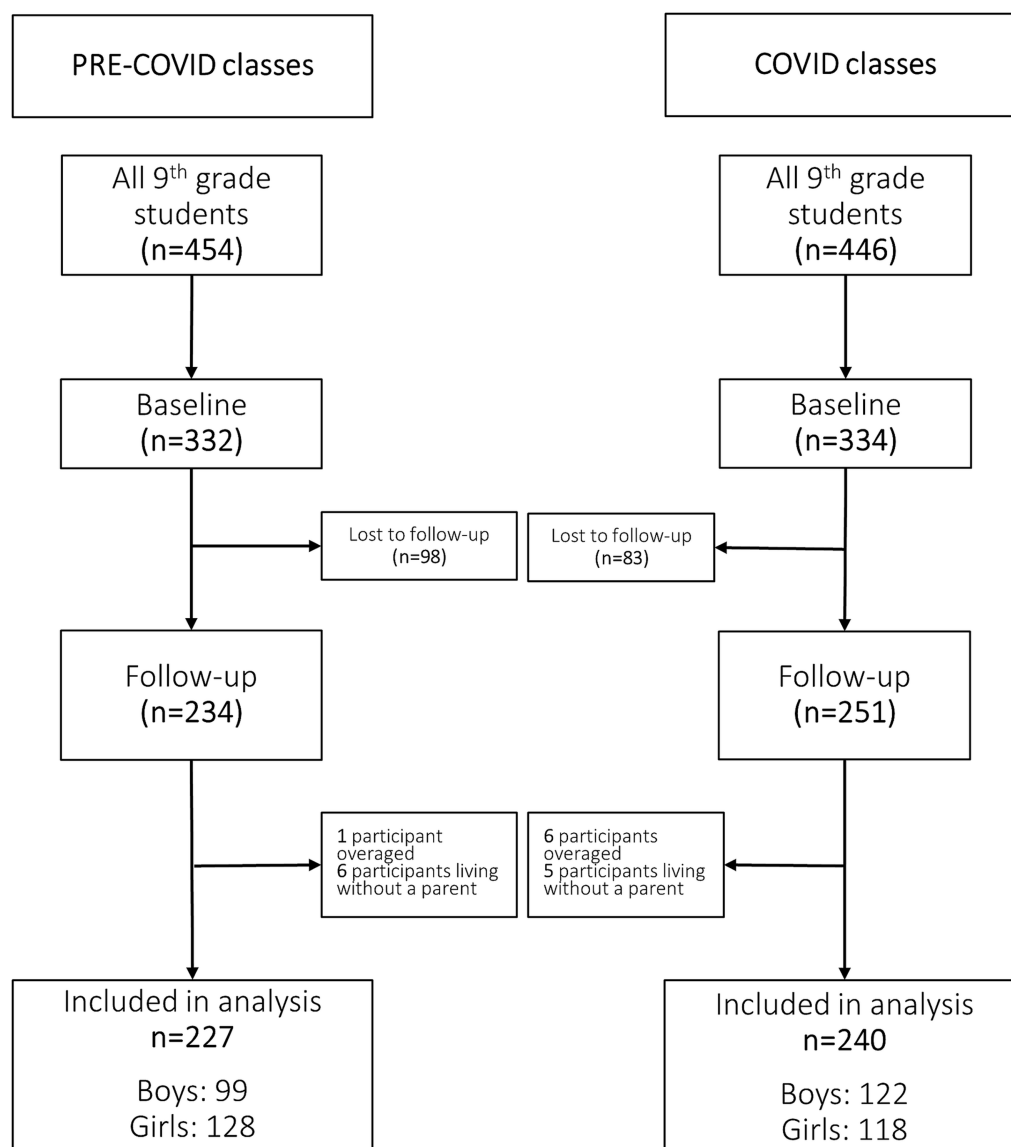 PRE-COVID classes
COVID classes
All 9th grade
students
(n=454)
All 9th grade
students
(n=446)
Baseline
(n=332)
Baseline
(n=334)
Lost to follow-up
(n=98)
Lost to follow-up
(n=83)
Follow-up
(n=234)
Follow-up
(n=251)
1 participant
overaged
6 participants living
without a parent
6 participants
overaged
5 participants living
without a parent
Included in analysis
n=227
Boys: 99
Girls: 128
Included in analysis
n=240
Boys: 122
Girls: 118